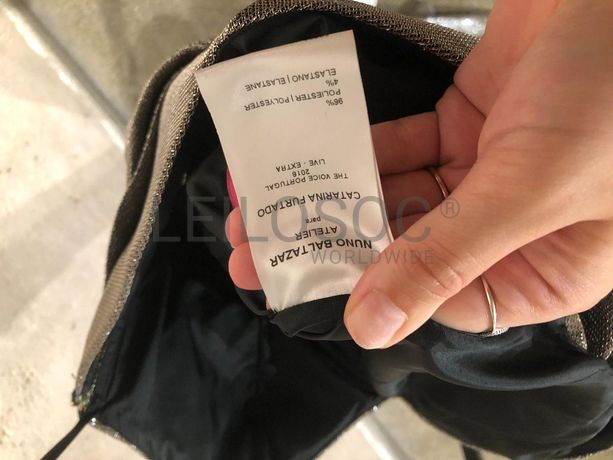 NUNO BALTAZAR
ATELIER
para
CATARINA FURTADO
THE VOICE PORTUGAL
2018
LIVE - EXTRA
96%
POLIESTER | POLYESTER
4%
ELASTANO | ELASTANE
LEILOSOC®
WORLDWIDE